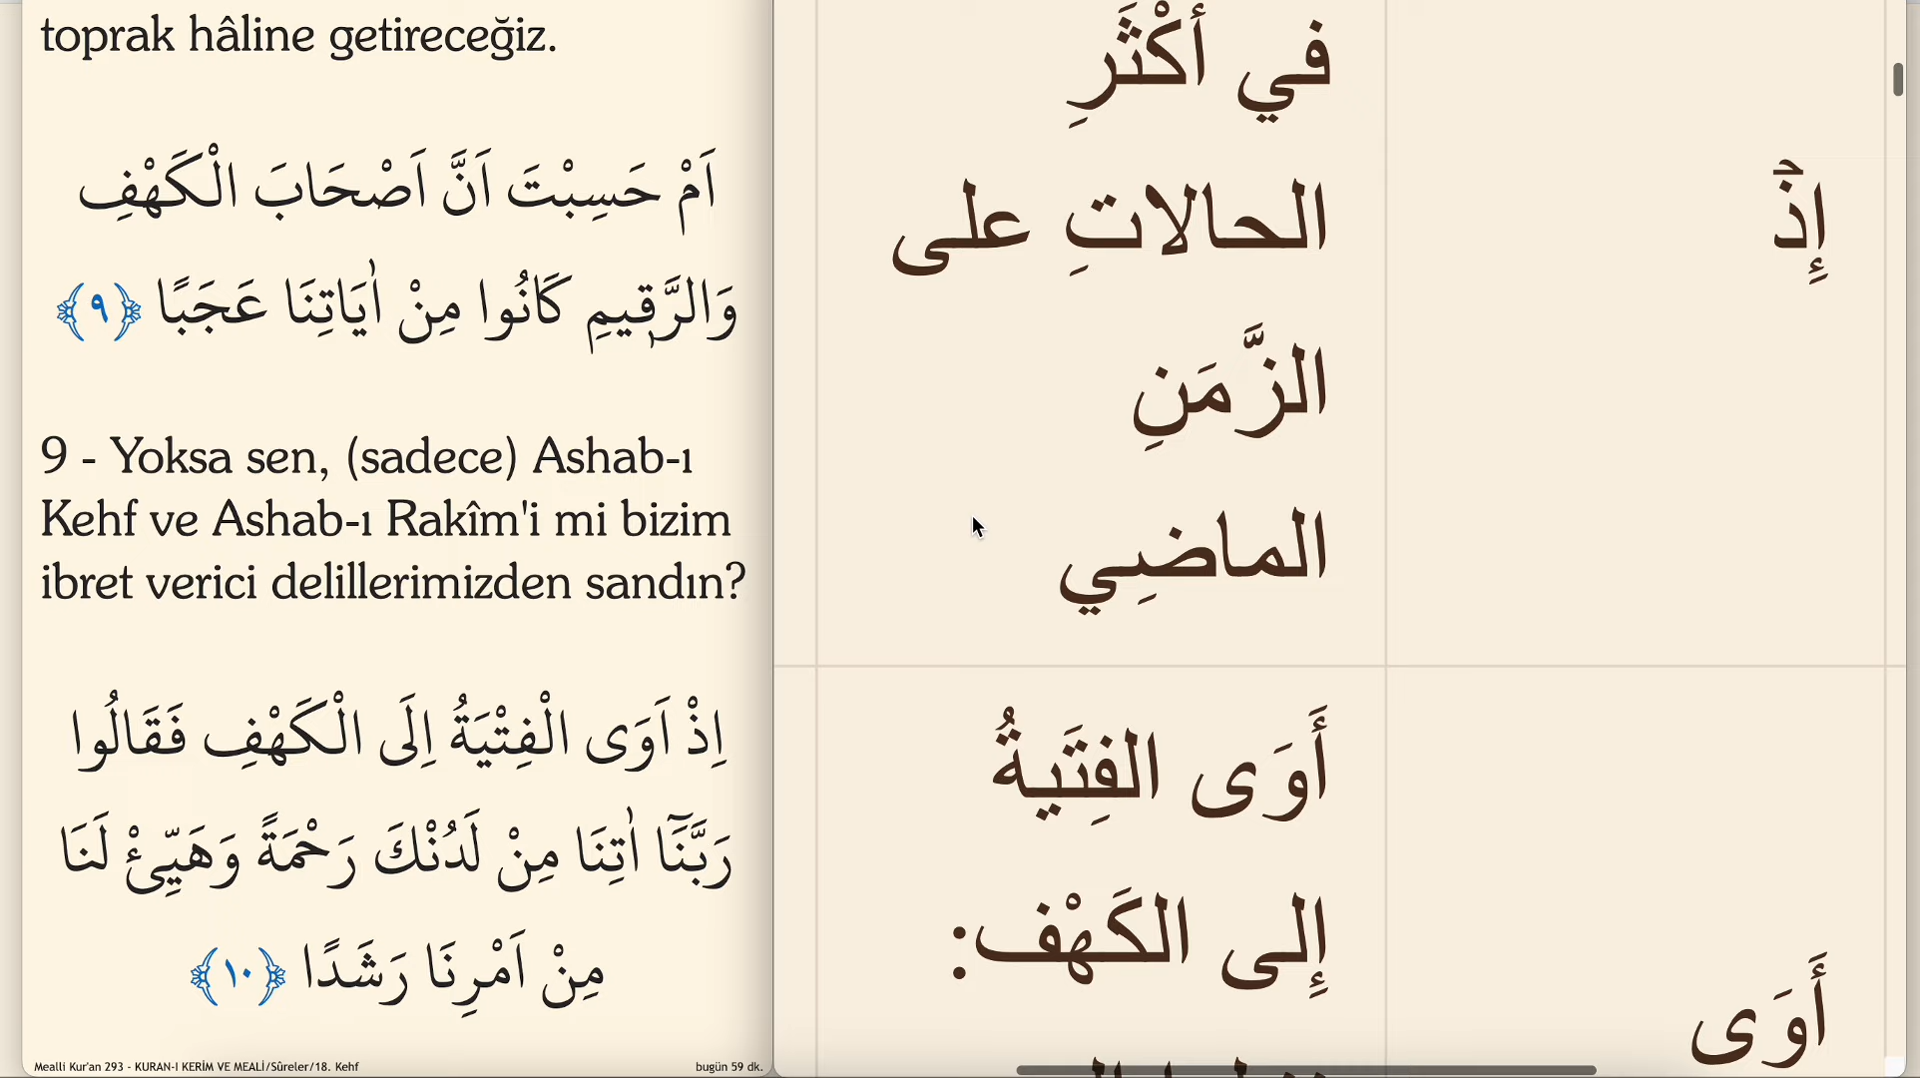 toprak hâline getireceğiz.
اَمْ حَسِبْتَ اَنَّ اَصْحَابَ الْكَهْفِ
وَالرَّقٖيمِ كَانُوا مِنْ اٰيَاتِنَا عَجَبًا ﴿٩﴾
9 - Yoksa sen, (sadece) Ashab-ı
Kehf ve Ashab-ı Rakîm'i mi bizim
ibret verici delillerimizden sandın?
اِذْ اَوَى الْفِتْيَةُ اِلَى الْكَهْفِ فَقَالُوا
رَبَّنَٓا اٰتِنَا مِنْ لَدُنْكَ رَحْمَةً وَهَيِّئْ لَنَا
مِنْ اَمْرِنَا رَشَدًا ﴿١٠﴾
Mealli Kur'an 293 - KURAN-I KERİM VE MEALİ/Sûreler/18. Kehf
bugün 59 dk.
إِذْ
في أَكْثَرِ
الحالاتِ على
الزَّمَنِ
الماضِي
أَوَى
أَوَى الفِتَيةُ
إِلى الكَهْفِ: